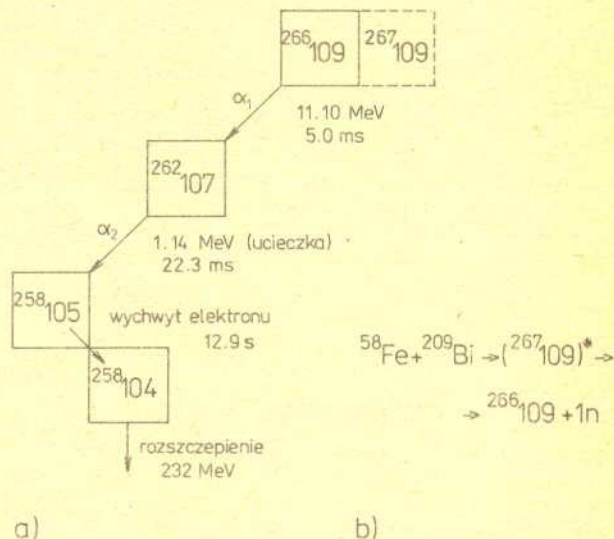 ²⁶⁶109 ²⁶⁷109
α₁
11.10 MeV
5.0 ms
²⁶²107
α₂
1.14 MeV (ucieczka)
22.3 ms
²⁵⁸105
wychwyt elektronu
12.9 s
²⁵⁸104
rozszczepienie
232 MeV
⁵⁸Fe + ²⁰⁹Bi → (²⁶⁷109)* →
→ ²⁶⁶109 + 1n
a) b)